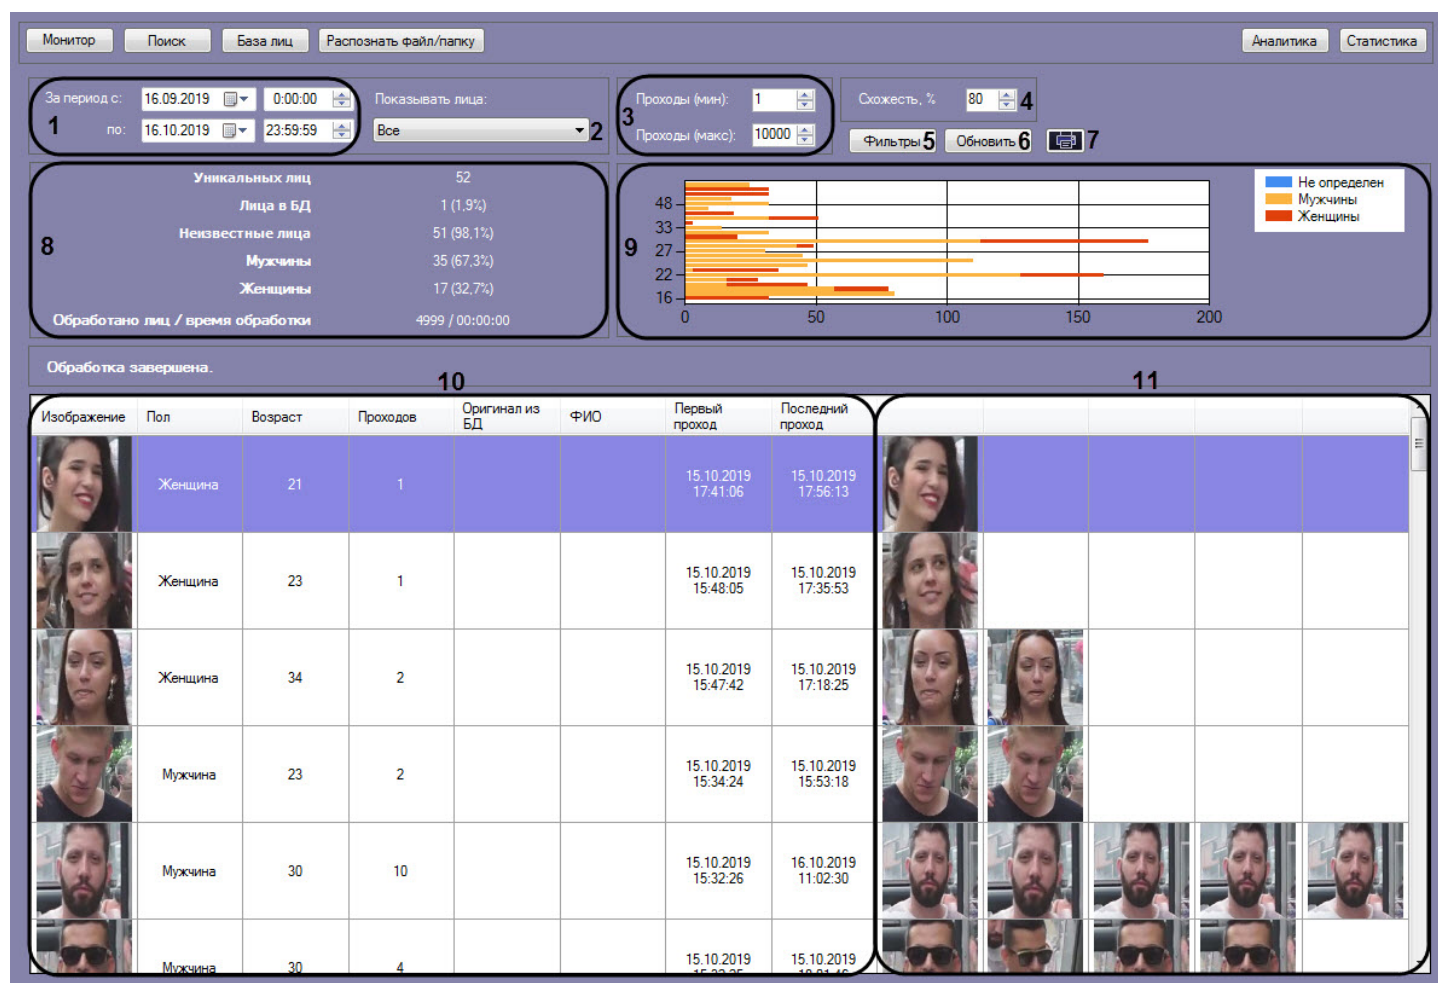 Монитор Поиск База лиц Распознать файл/папку Аналитика Статистика
За период с: 16.09.2019 0:00:00 Показывать лица: Проходы (мин): 1 Схожесть, % 80 4
1 по: 16.10.2019 23:59:59 Все 2 3 Проходы (макс): 10000 Фильтры 5 Обновить 6 7
Уникальных лиц 52
Лица в БД 1 (1,9%)
8 Неизвестные лица 51 (98,1%)
Мужчины 35 (67,3%)
Женщины 17 (32,7%)
Обработано лиц / время обработки 4999 / 00:00:00
9
48
33
27
22
16
0 50 100 150 200
Не определен
Мужчины
Женщины
Обработка завершена.
10 11
Изображение Пол Возраст Проходов Оригинал из БД ФИО Первый проход Последний проход
Женщина 21 1 15.10.2019 17:41:06 15.10.2019 17:56:13
Женщина 23 1 15.10.2019 15:48:05 15.10.2019 17:35:53
Женщина 34 2 15.10.2019 15:47:42 15.10.2019 17:18:25
Мужчина 23 2 15.10.2019 15:34:24 15.10.2019 15:53:18
Мужчина 30 10 15.10.2019 15:32:26 16.10.2019 11:02:30
Мужчина 30 4 15.10.2019 15.10.2019